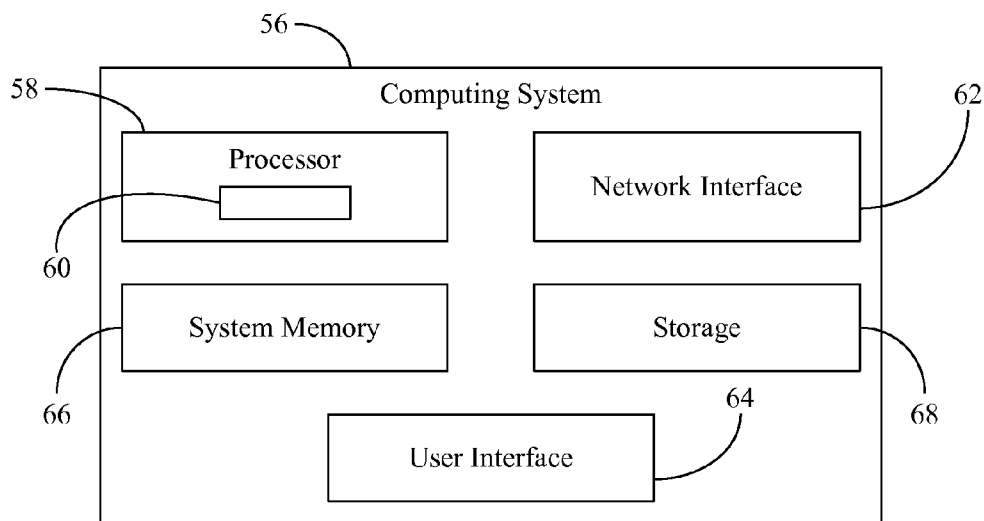 56
58
Computing System
62
Processor
Network Interface
60
System Memory
Storage
66
64
68
User Interface